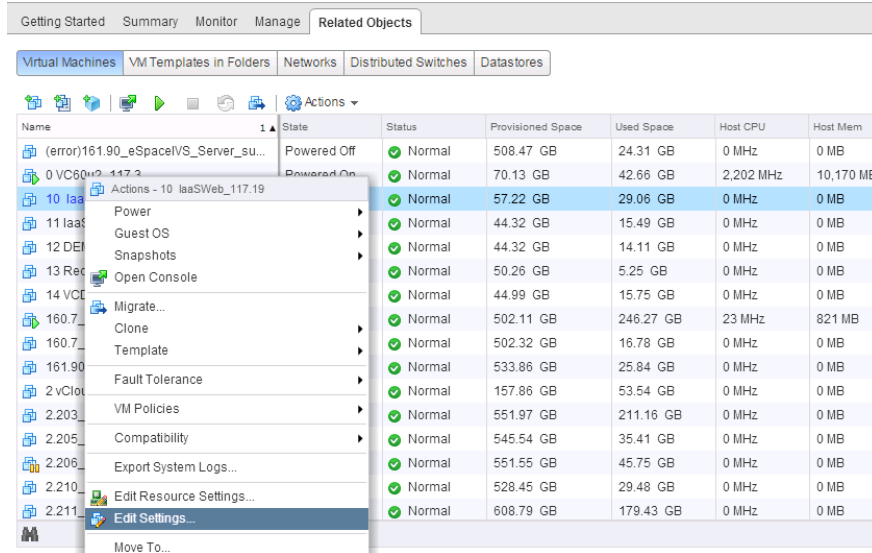 Getting Started Summary Monitor Manage Related Objects
Virtual Machines VM Templates in Folders Networks Distributed Switches Datastores
Actions
Name 1 State Status Provisioned Space Used Space Host CPU Host Mem
(error)161.90_eSpaceIVS_Server_su... Powered Off Normal 508.47 GB 24.31 GB 0 MHz 0 MB
0 VC60u2_117.3 Powered On Normal 70.13 GB 42.66 GB 2,202 MHz 10,170 MB
Actions - 10 IaaSWeb_117.19
10 Iaa Normal 57.22 GB 29.06 GB 0 MHz 0 MB
Power
11 IaaS Normal 44.32 GB 15.49 GB 0 MHz 0 MB
Guest OS
12 DEM Normal 44.32 GB 14.11 GB 0 MHz 0 MB
Snapshots
13 Rec Normal 50.26 GB 5.25 GB 0 MHz 0 MB
Open Console
14 VCD Normal 44.99 GB 15.75 GB 0 MHz 0 MB
Migrate...
160.7_ Normal 502.11 GB 246.27 GB 23 MHz 821 MB
Clone
160.7_ Normal 502.32 GB 16.78 GB 0 MHz 0 MB
Template
161.90 Normal 533.86 GB 25.84 GB 0 MHz 0 MB
Fault Tolerance
2 vClou Normal 157.86 GB 53.54 GB 0 MHz 0 MB
VM Policies
2.203_ Normal 551.97 GB 211.16 GB 0 MHz 0 MB
Compatibility
2.205_ Normal 545.54 GB 35.41 GB 0 MHz 0 MB
Export System Logs...
2.206_ Normal 551.55 GB 45.75 GB 0 MHz 0 MB
Edit Resource Settings...
2.210_ Normal 528.45 GB 29.48 GB 0 MHz 0 MB
Edit Settings...
2.211_ Normal 608.79 GB 179.43 GB 0 MHz 0 MB
Move To...